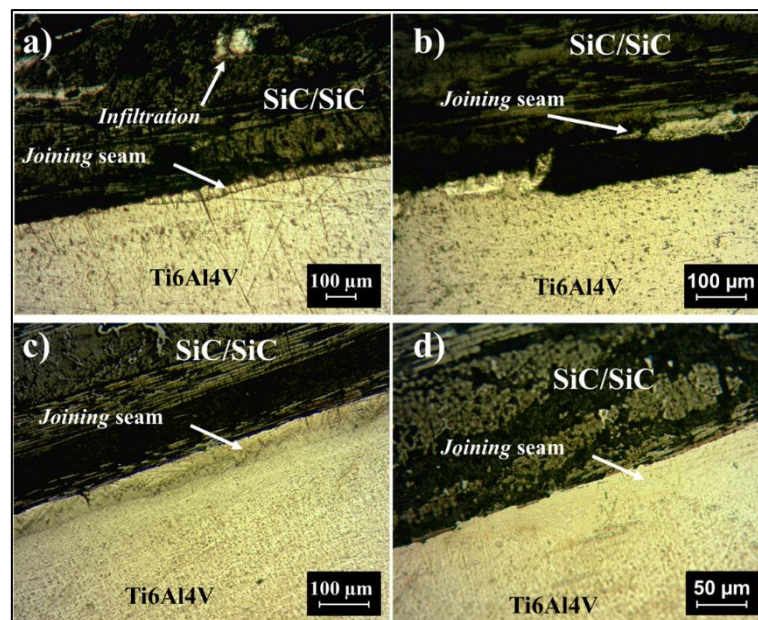 a)
SiC/SiC
Infiltration
Joining seam
Ti6Al4V
100 µm
b)
SiC/SiC
Joining seam
Ti6Al4V
100 µm
c)
SiC/SiC
Joining seam
Ti6Al4V
100 µm
d)
SiC/SiC
Joining seam
Ti6Al4V
50 µm